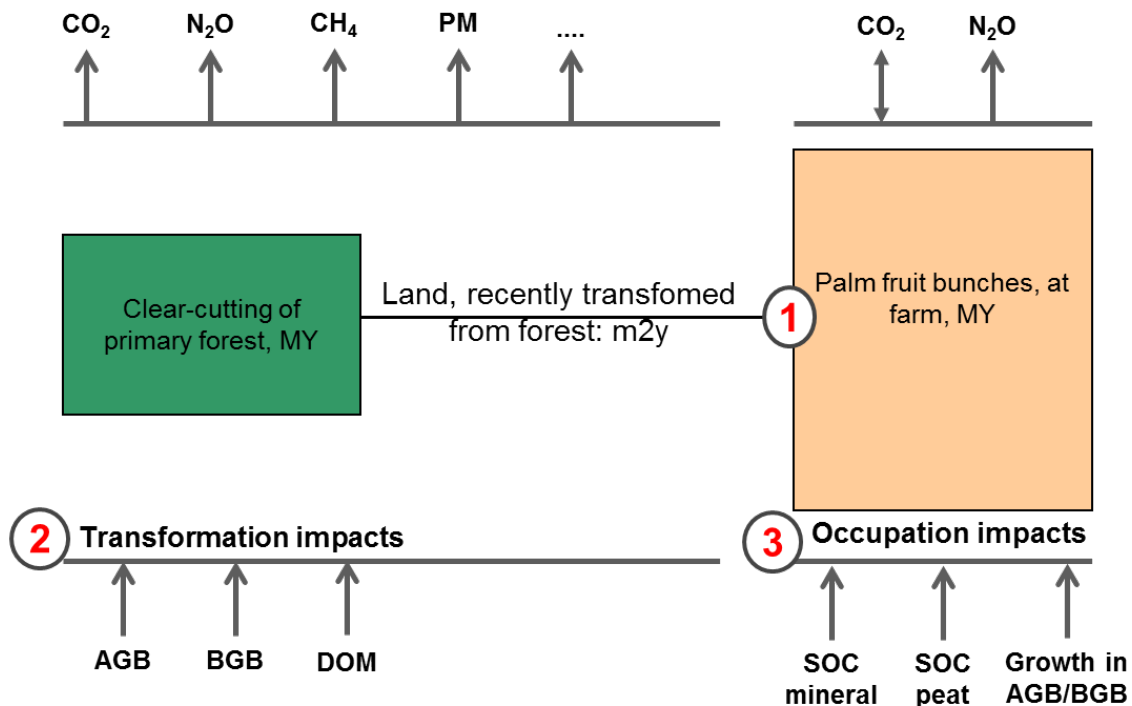 CO₂ N₂O CH₄ PM ....
CO₂ N₂O
Clear-cutting of
primary forest, MY
Land, recently transfomed
from forest: m2y
1
Palm fruit bunches, at
farm, MY
2 Transformation impacts
AGB BGB DOM
3 Occupation impacts
SOC
mineral
SOC
peat
Growth in
AGB/BGB